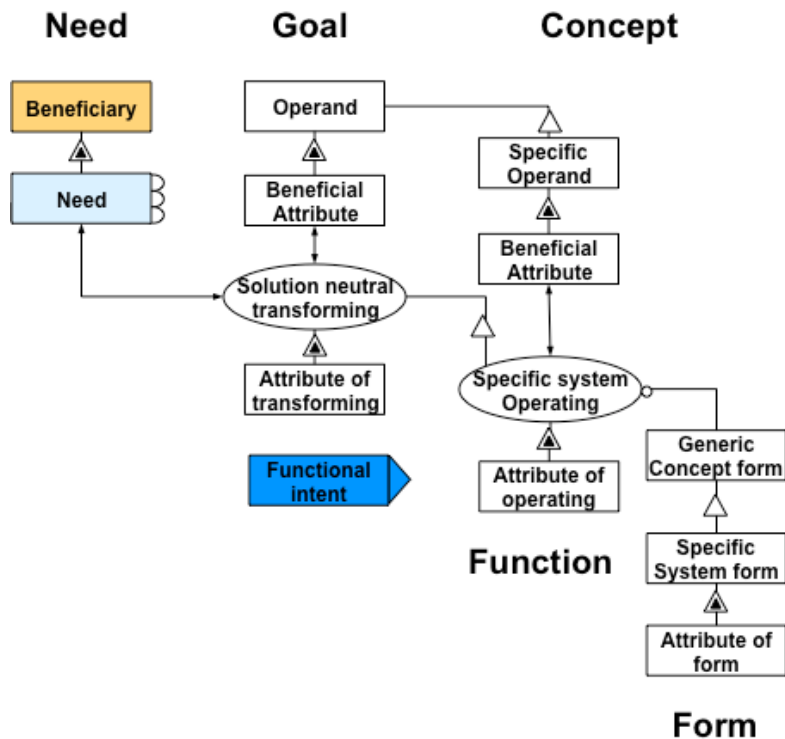 Need
Goal
Concept
Beneficiary
Operand
Specific
Operand
Need
Beneficial
Attribute
Beneficial
Attribute
Solution neutral
transforming
Attribute of
transforming
Specific system
Operating
Generic
Concept form
Functional
intent
Attribute of
operating
Function
Specific
System form
Attribute of
form
Form